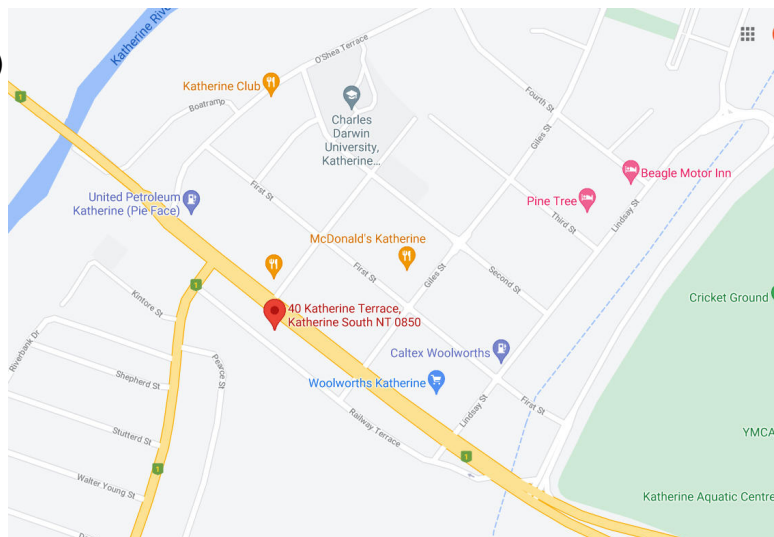 Katherine River
1
O'Shea Terrace
Katherine Club
Boatramp
Charles
Darwin
University,
Katherine...
Fourth St
Giles St
Beagle Motor Inn
Pine Tree
Lindsay St
Third St
United Petroleum
Katherine (Pie Face)
First St
McDonald's Katherine
First St
Giles St
Second St
1
Kintore St
40 Katherine Terrace,
Katherine South NT 0850
Cricket Ground
Riverbank Dr
Pearce St
Shepherd St
Caltex Woolworths
Woolworths Katherine
Lindsay St
First St
Railway Terrace
Stutterd St
YMCA
1
1
Walter Young St
Katherine Aquatic Centre